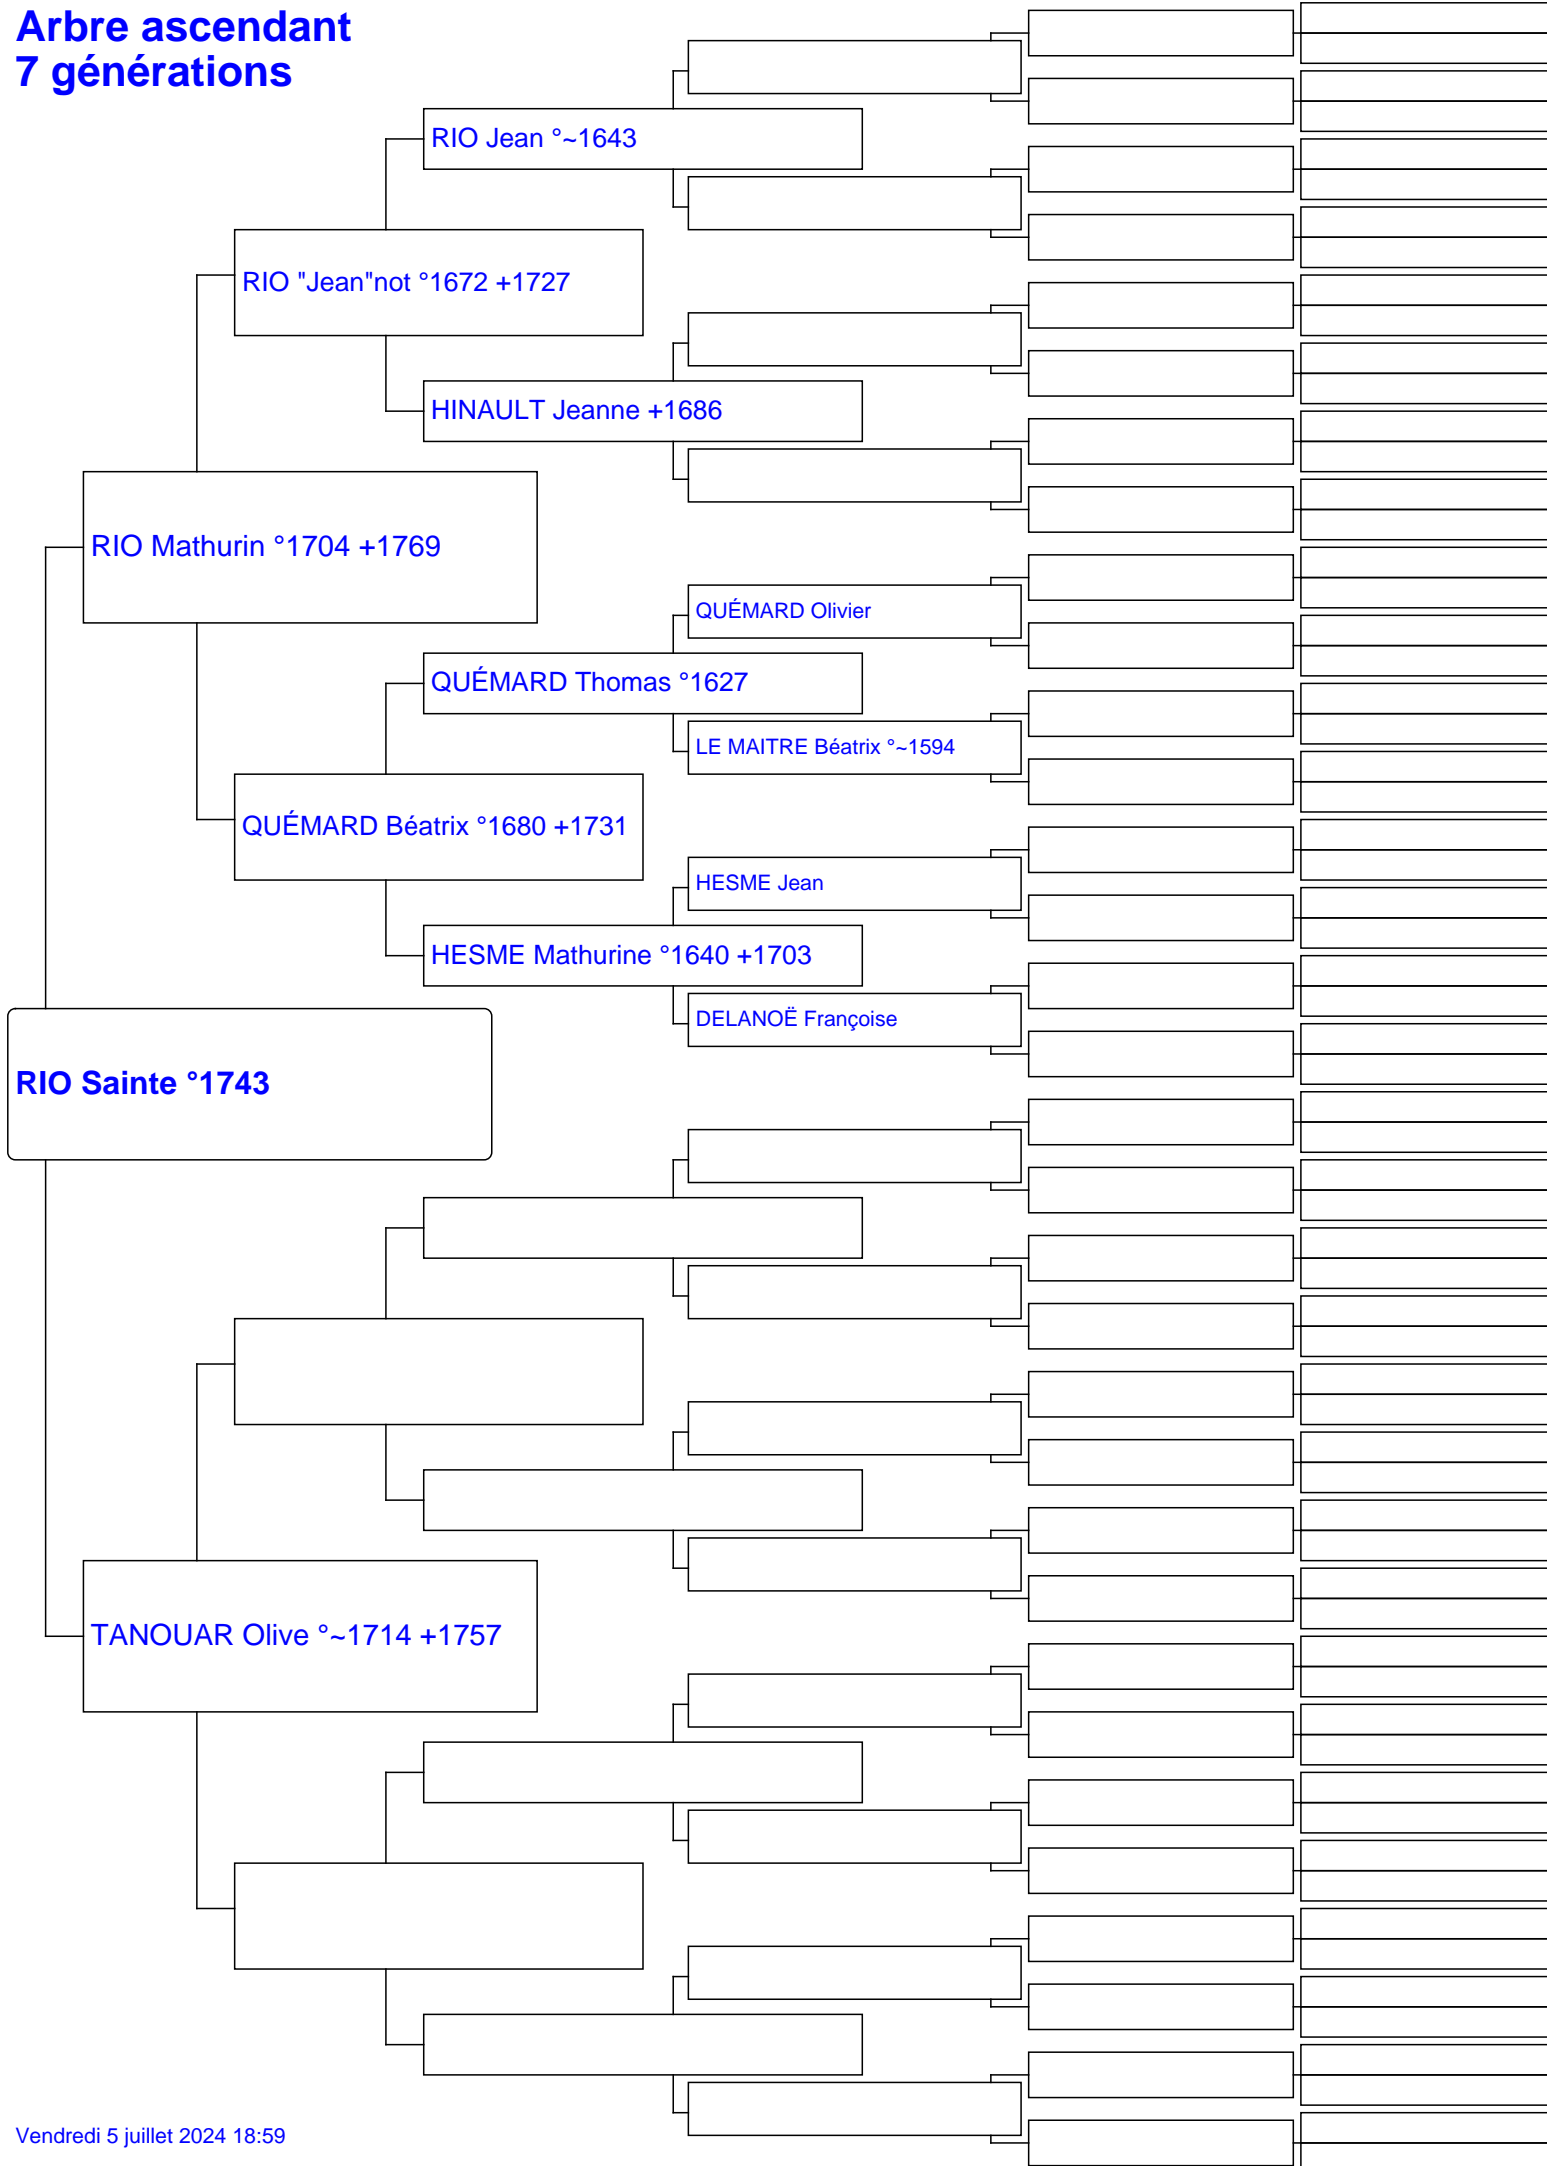 Arbre ascendant
7 générations
RIO Jean °~1643
RIO "Jean"not °1672 +1727
HINAULT Jeanne +1686
RIO Mathurin °1704 +1769
QUÉMARD Olivier
QUÉMARD Thomas °1627
LE MAITRE Béatrix °~1594
QUÉMARD Béatrix °1680 +1731
HESME Jean
HESME Mathurine °1640 +1703
DELANOË Françoise
RIO Sainte °1743
TANOUAR Olive °~1714 +1757
Vendredi 5 juillet 2024 18:59